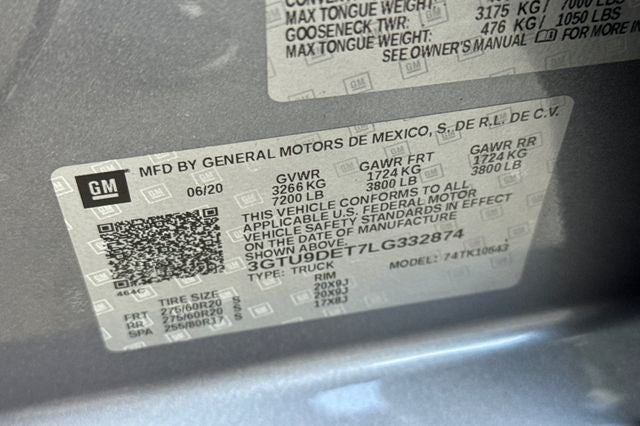 MAX TONGUE WEIGHT:
GOOSENECK TWR: 3175 KG / 7000 LBS
MAX TONGUE WEIGHT: 476 KG / 1050 LBS
SEE OWNER'S MANUAL FOR MORE
GM
MFD BY GENERAL MOTORS DE MEXICO, S. DE R.L. DE C.V.
06/20 GVWR GAWR FRT GAWR RR
3266 KG 1724 KG 1724 KG
7200 LB 3800 LB 3800 LB
THIS VEHICLE CONFORMS TO ALL
APPLICABLE U.S. FEDERAL MOTOR
VEHICLE SAFETY STANDARDS IN EFFECT
ON THE DATE OF MANUFACTURE
SHOWN ABOVE.
3GTU9DET7LG332874
TYPE: TRUCK MODEL: 74TK10543
464C
TIRE SIZE RIM
FRT 275/60R20 S 20X9J
RR 275/60R20 S 20X9J
SPA 255/80R17 S 17X8J